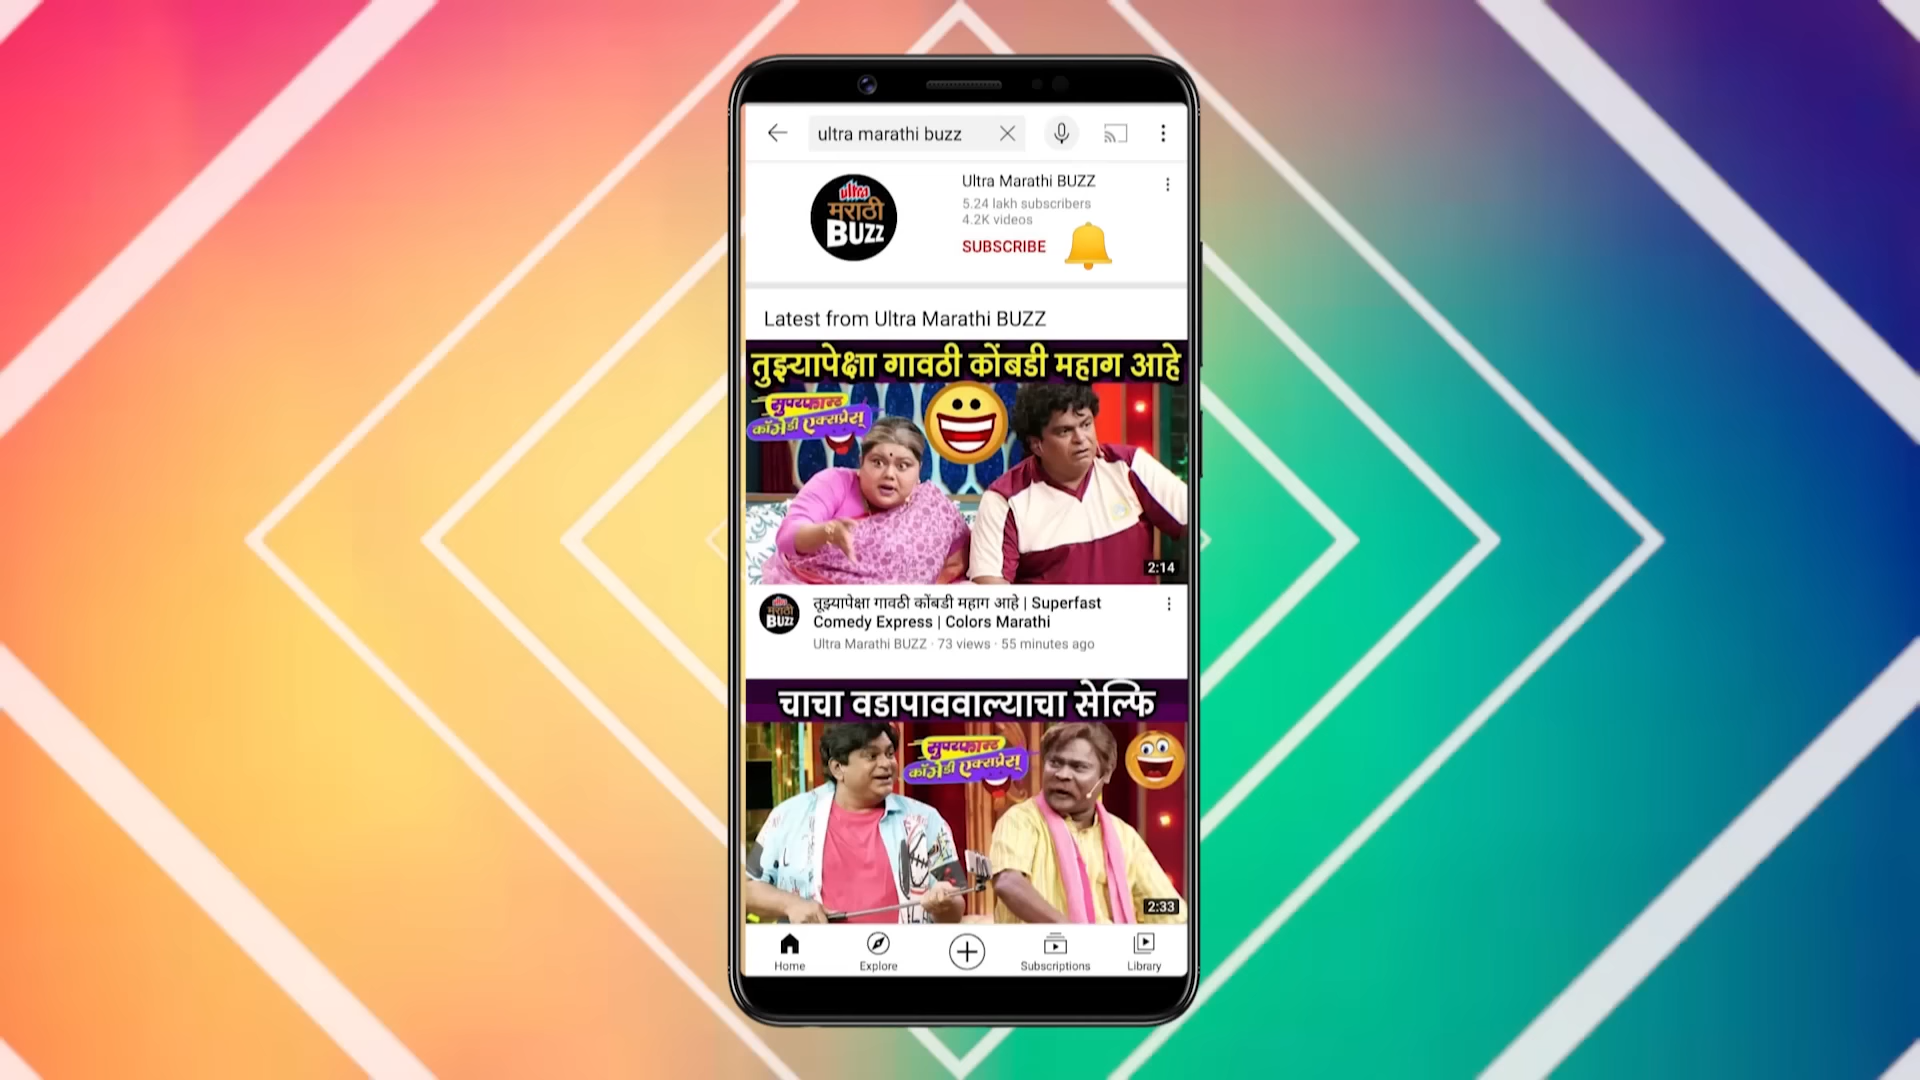 ultra marathi buzz
ultra
मराठी
BUZZ
Ultra Marathi BUZZ
5.24 lakh subscribers
4.2K videos
SUBSCRIBE
Latest from Ultra Marathi BUZZ
तुझ्यापेक्षा गावठी कोंबडी महाग आहे
सुपरफास्ट
कॉमेडी एक्सप्रेस्
2:14
ultra
मराठी
BUZZ
तूझ्यापेक्षा गावठी कोंबडी महाग आहे | Superfast
Comedy Express | Colors Marathi
Ultra Marathi BUZZ · 73 views · 55 minutes ago
चाचा वडापाववाल्याचा सेल्फि
सुपरफास्ट
कॉमेडी एक्सप्रेस्
2:33
Home
Explore
Subscriptions
Library